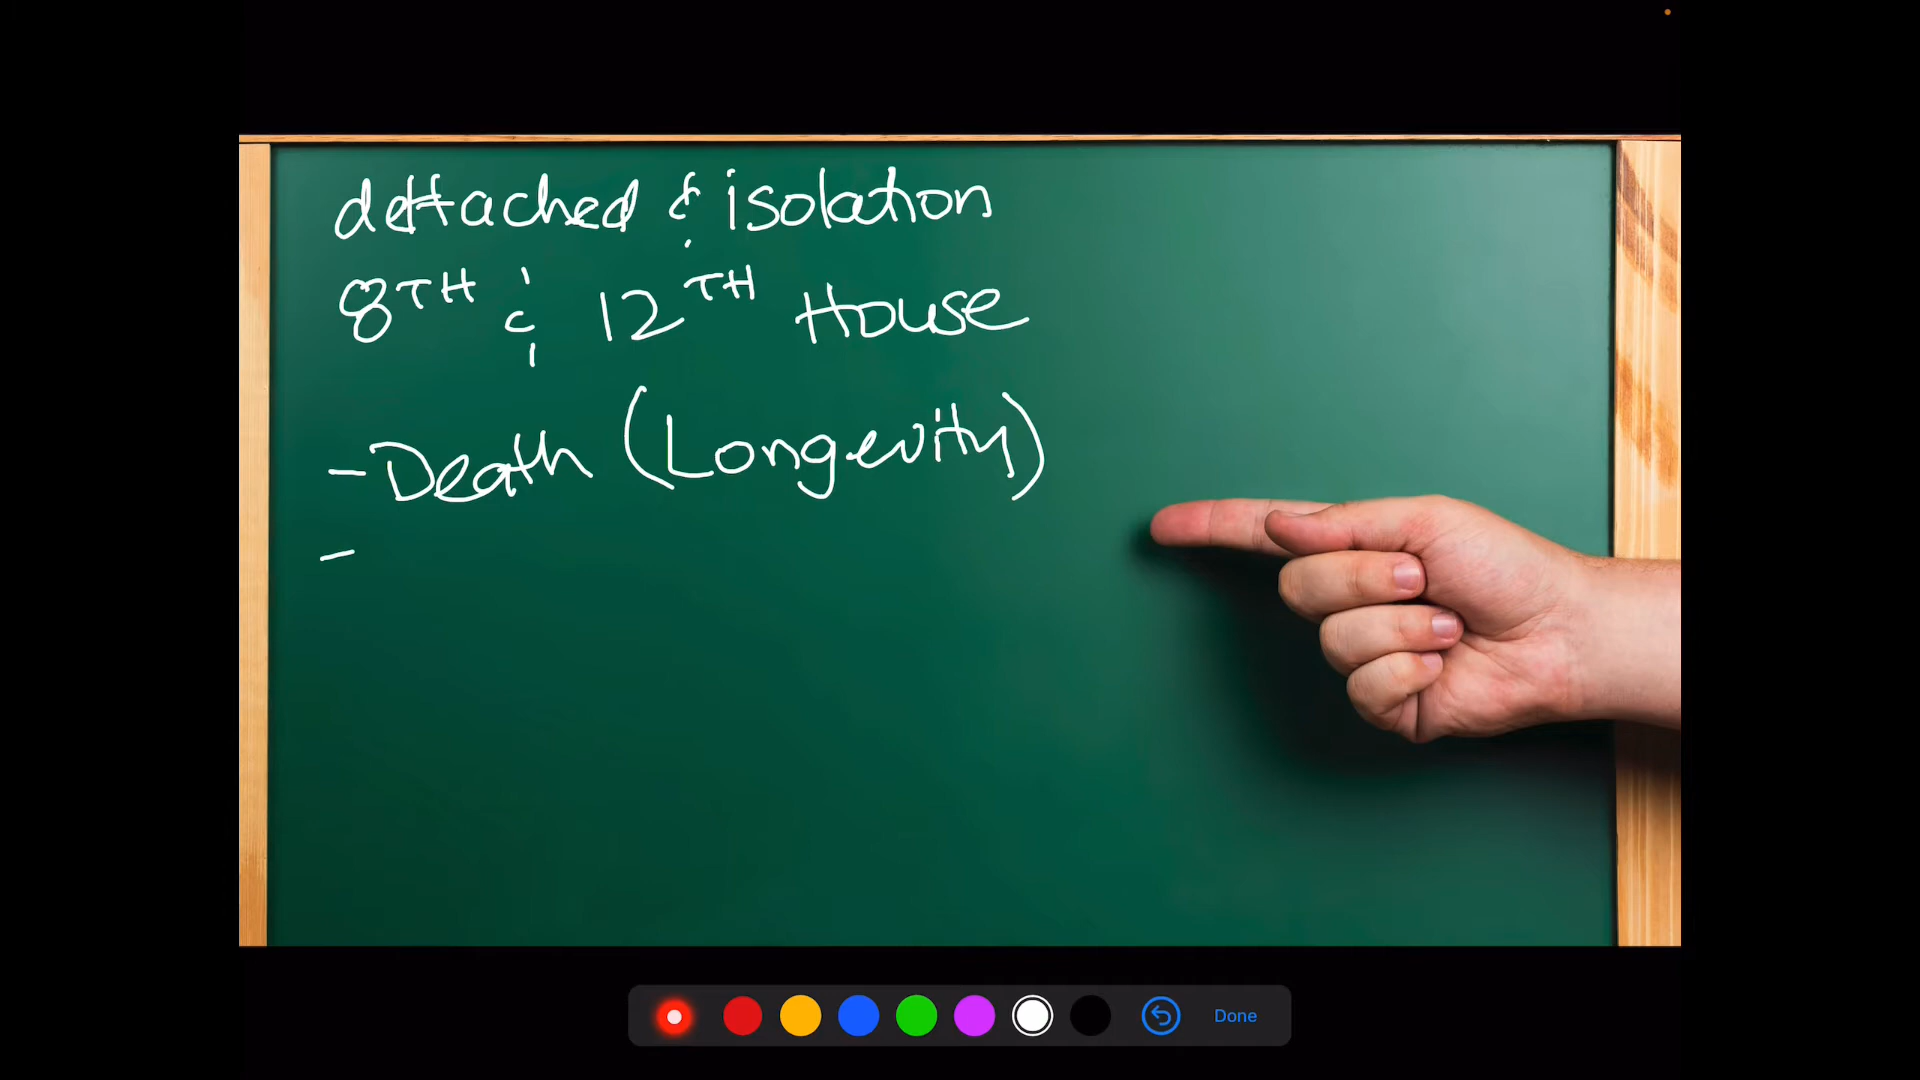 dettached & isolation
8TH & 12TH House
- Death (Longevity)
-
Done